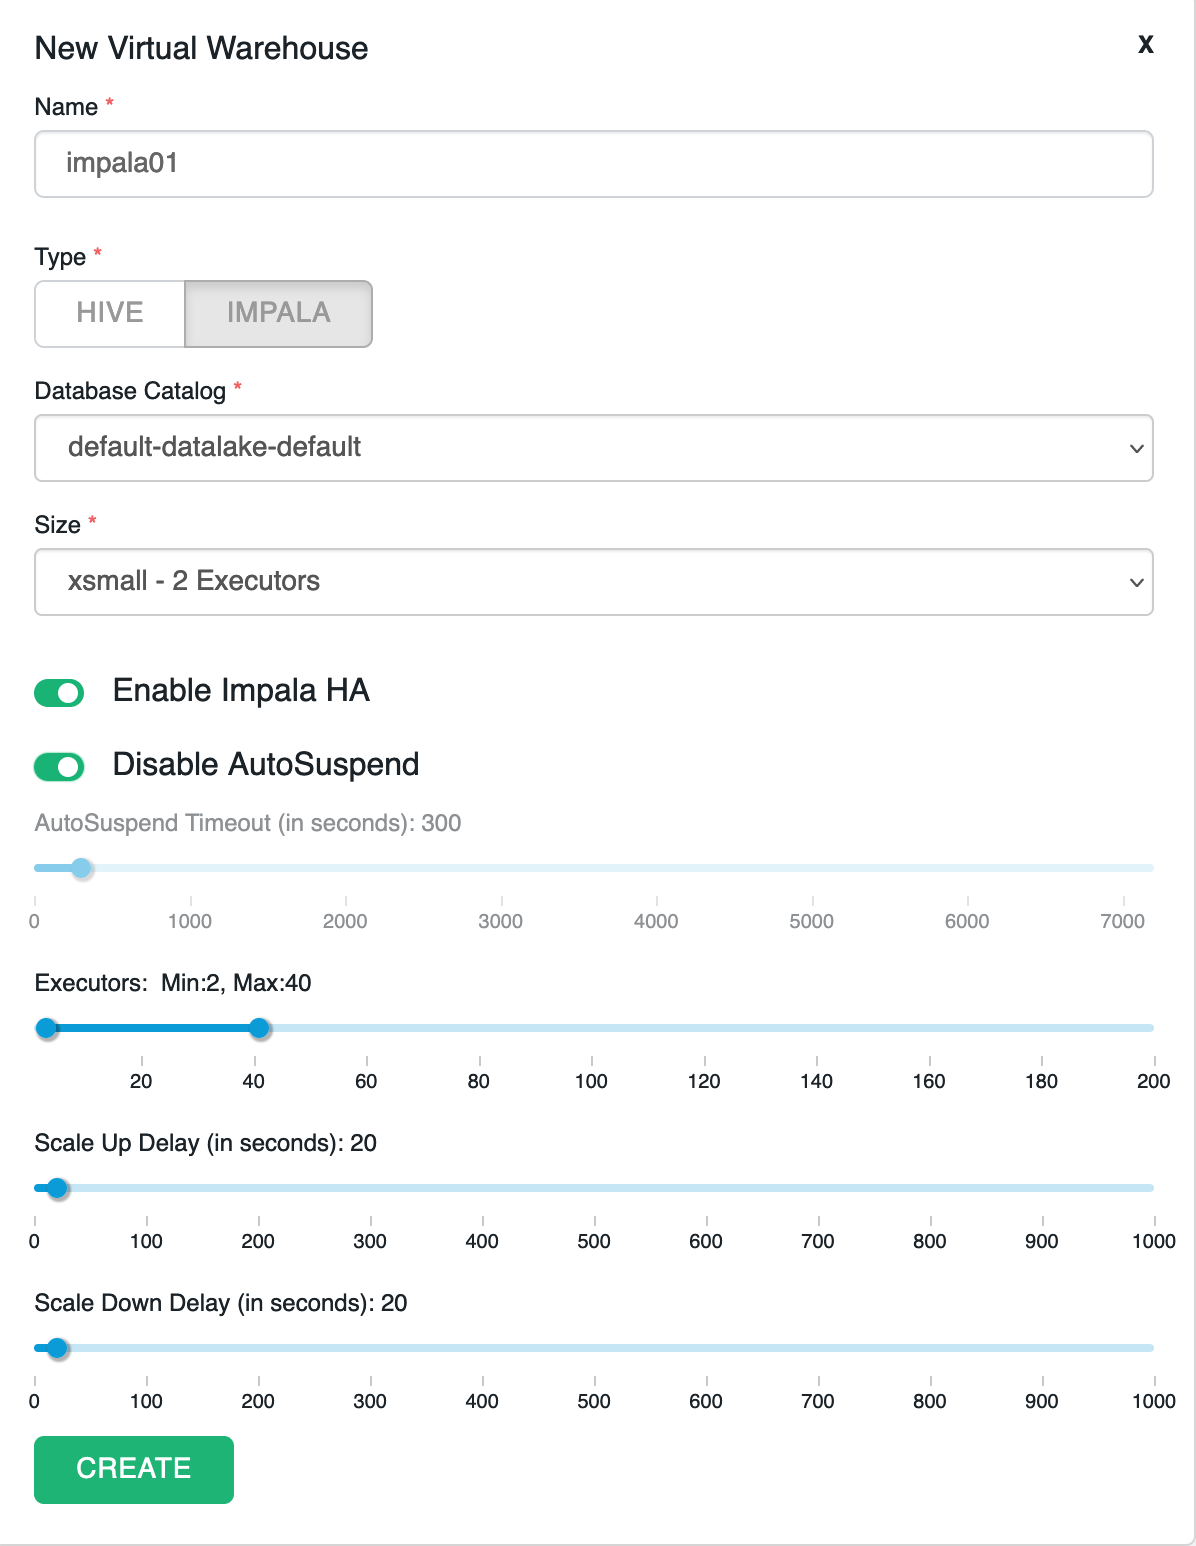 New Virtual Warehouse X
Name *
impala01
Type *
HIVE IMPALA
Database Catalog *
default-datalake-default
Size *
xsmall - 2 Executors
Enable Impala HA
Disable AutoSuspend
AutoSuspend Timeout (in seconds): 300
0 1000 2000 3000 4000 5000 6000 7000
Executors: Min:2, Max:40
20 40 60 80 100 120 140 160 180 200
Scale Up Delay (in seconds): 20
0 100 200 300 400 500 600 700 800 900 1000
Scale Down Delay (in seconds): 20
0 100 200 300 400 500 600 700 800 900 1000
CREATE